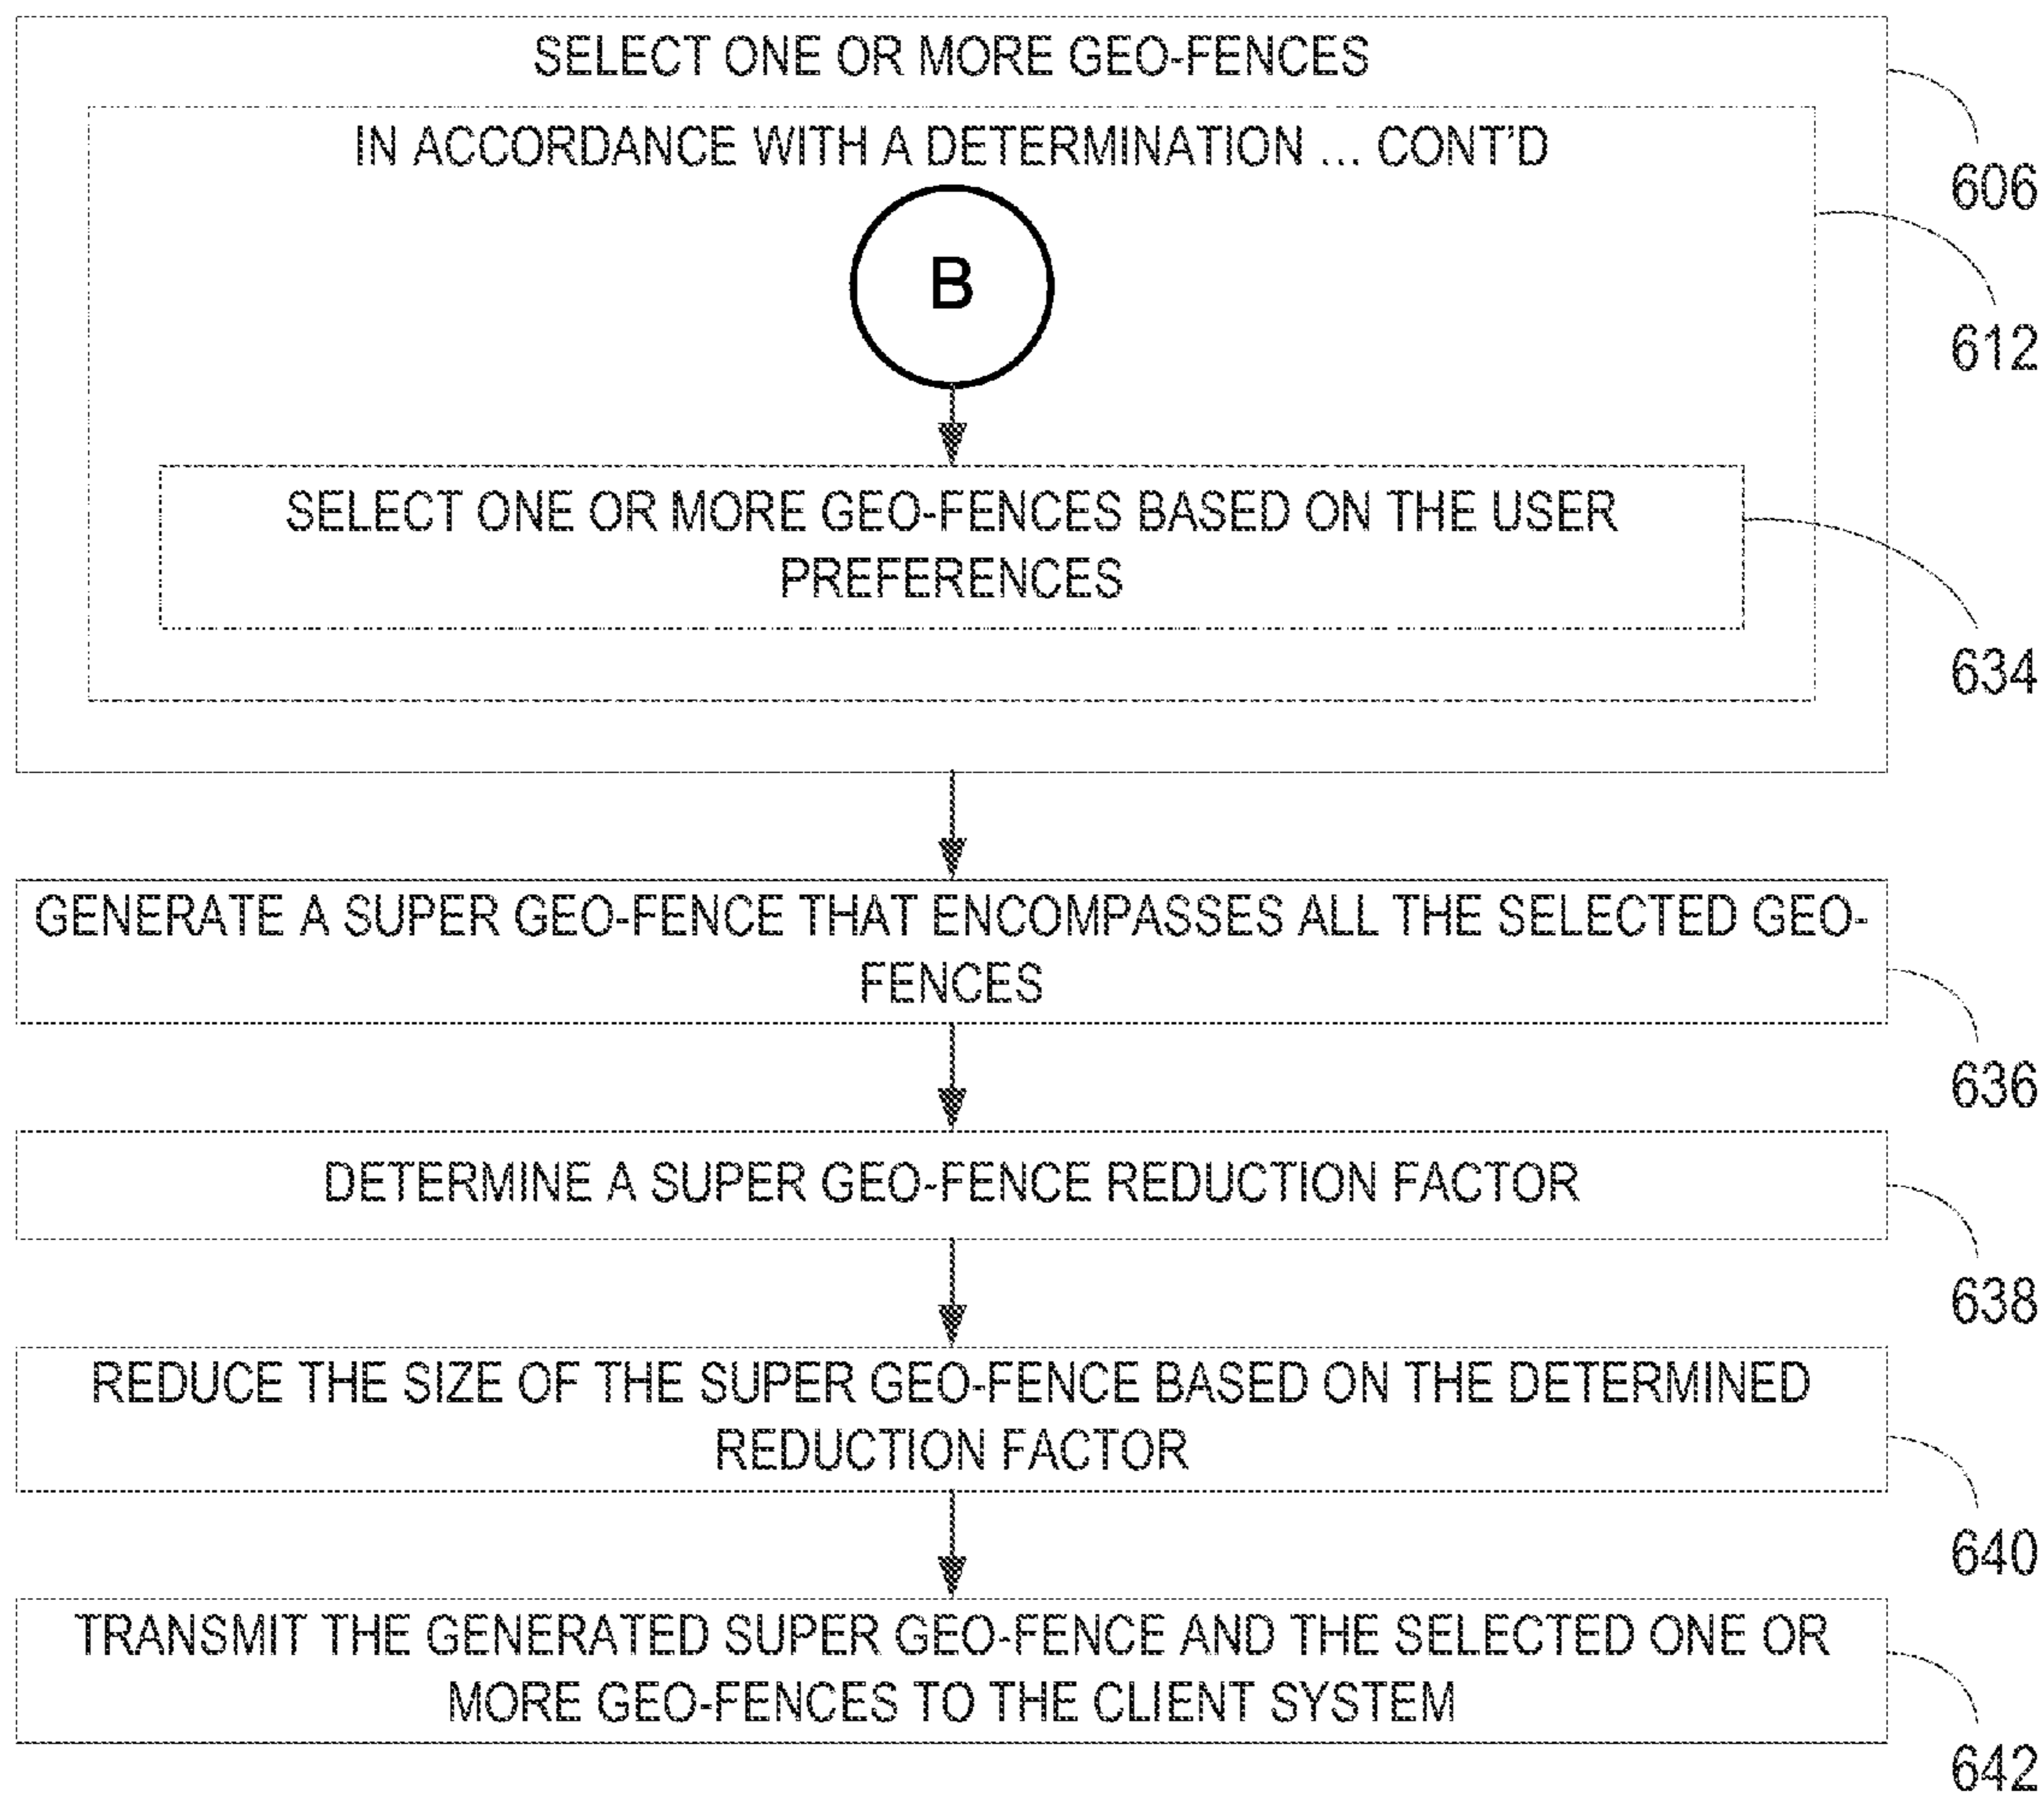 SELECT ONE OR MORE GEO-FENCES
606
IN ACCORDANCE WITH A DETERMINATION ... CONT'D
612
B
SELECT ONE OR MORE GEO-FENCES BASED ON THE USER
PREFERENCES
634
GENERATE A SUPER GEO-FENCE THAT ENCOMPASSES ALL THE SELECTED GEO-
FENCES
636
DETERMINE A SUPER GEO-FENCE REDUCTION FACTOR
638
REDUCE THE SIZE OF THE SUPER GEO-FENCE BASED ON THE DETERMINED
REDUCTION FACTOR
640
TRANSMIT THE GENERATED SUPER GEO-FENCE AND THE SELECTED ONE OR
MORE GEO-FENCES TO THE CLIENT SYSTEM
642